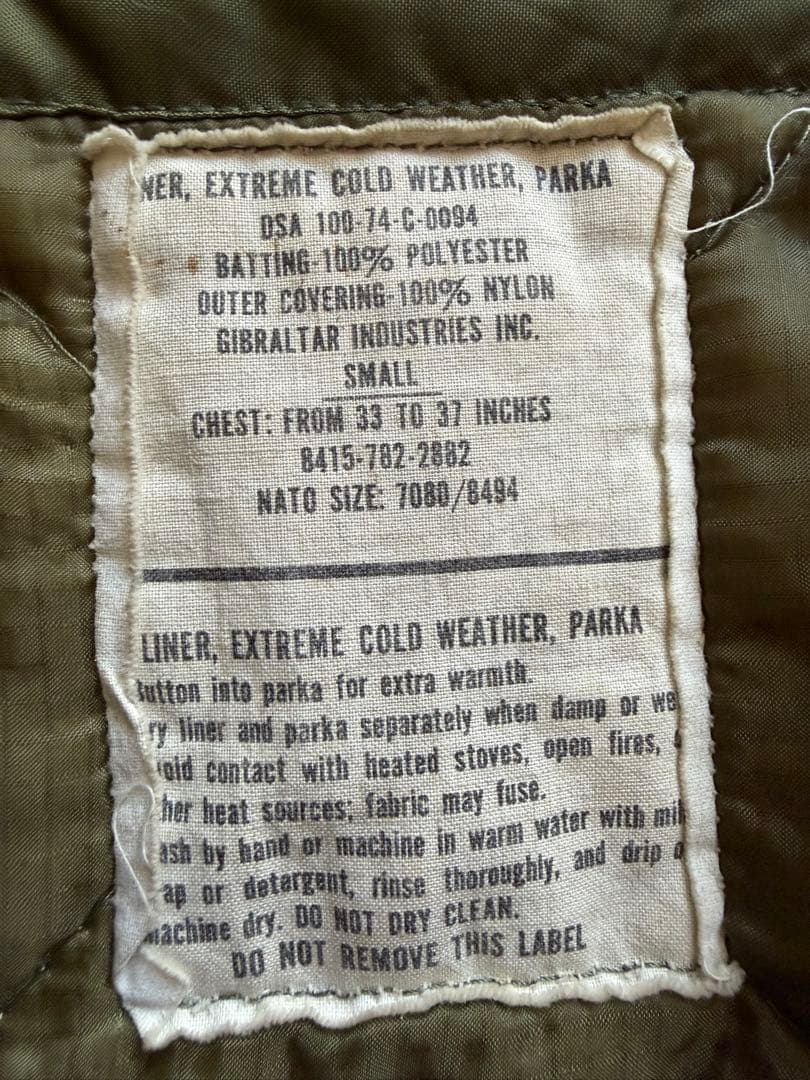 NER, EXTREME COLD WEATHER, PARKA
DSA 100-74-C-0094
BATTING-100% POLYESTER
OUTER COVERING-100% NYLON
GIBRALTAR INDUSTRIES INC.
SMALL
CHEST: FROM 33 TO 37 INCHES
8415-782-2882
NATO SIZE: 7080/8494
LINER, EXTREME COLD WEATHER, PARKA
utton into parka for extra warmth.
ry liner and parka separately when damp or we
oid contact with heated stoves, open fires,
her heat sources; fabric may fuse.
ash by hand or machine in warm water with mil
ap or detergent, rinse thoroughly, and drip o
machine dry. DO NOT DRY CLEAN.
DO NOT REMOVE THIS LABEL